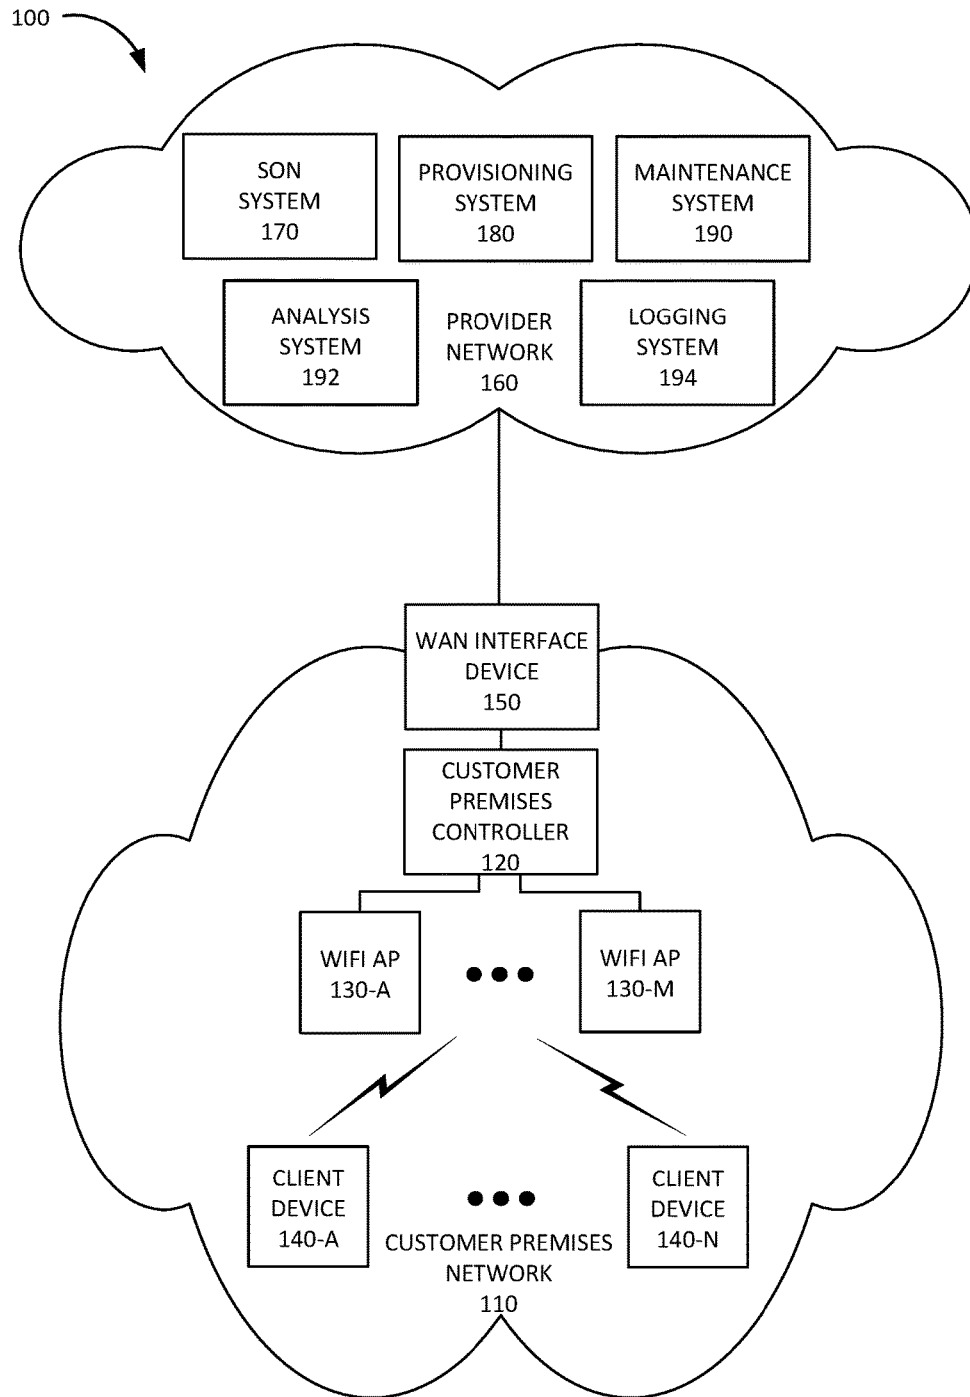 100
SON
SYSTEM
170
PROVISIONING
SYSTEM
180
MAINTENANCE
SYSTEM
190
ANALYSIS
SYSTEM
192
PROVIDER
NETWORK
160
LOGGING
SYSTEM
194
WAN INTERFACE
DEVICE
150
CUSTOMER
PREMISES
CONTROLLER
120
WIFI AP
130-A
WIFI AP
130-M
CLIENT
DEVICE
140-A
CLIENT
DEVICE
140-N
CUSTOMER PREMISES
NETWORK
110